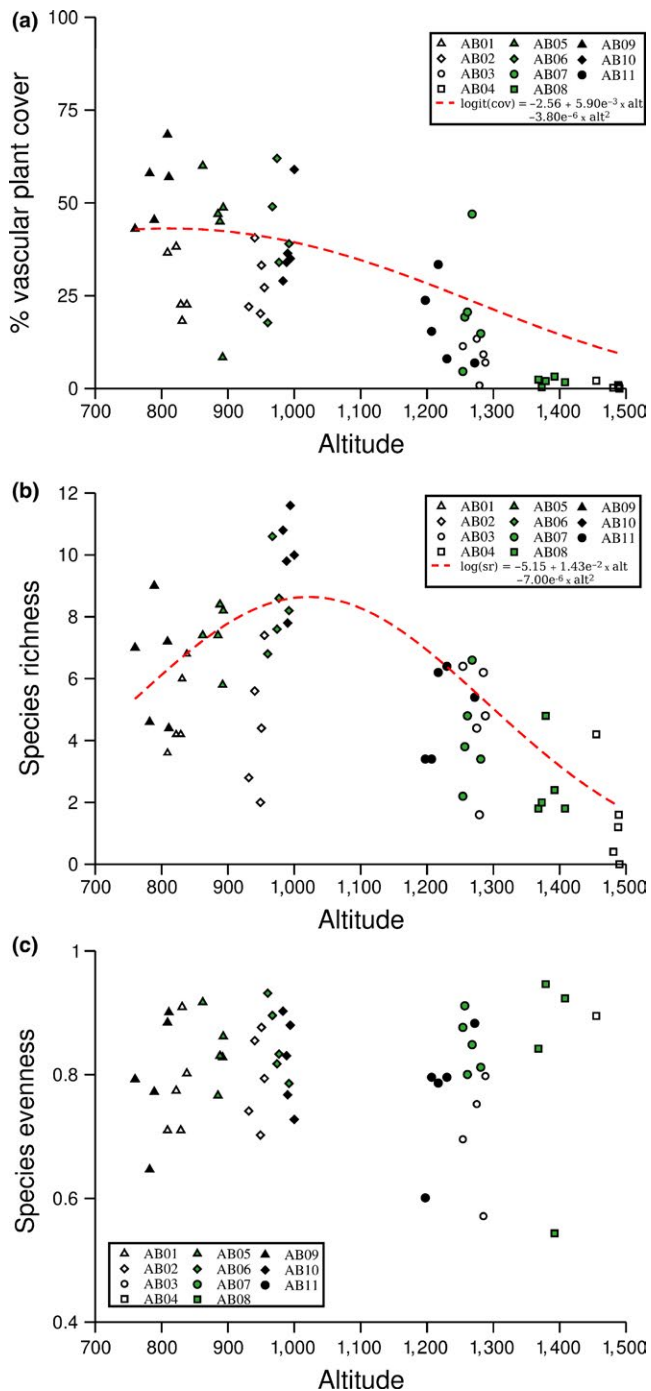 (a)
100
75
50
25
0
% vascular plant cover
AB01 AB05 AB09
AB02 AB06 AB10
AB03 AB07 AB11
AB04 AB08
logit(cov) = –2.56 + 5.90e⁻³ x alt
–3.80e⁻⁶ x alt²
700 800 900 1,000 1,100 1,200 1,300 1,400 1,500
Altitude
(b)
12
10
8
6
4
2
0
Species richness
AB01 AB05 AB09
AB02 AB06 AB10
AB03 AB07 AB11
AB04 AB08
log(sr) = –5.15 + 1.43e⁻² x alt
–7.00e⁻⁶ x alt²
700 800 900 1,000 1,100 1,200 1,300 1,400 1,500
Altitude
(c)
1
0.8
0.6
0.4
Species evenness
AB01 AB05 AB09
AB02 AB06 AB10
AB03 AB07 AB11
AB04 AB08
700 800 900 1,000 1,100 1,200 1,300 1,400 1,500
Altitude